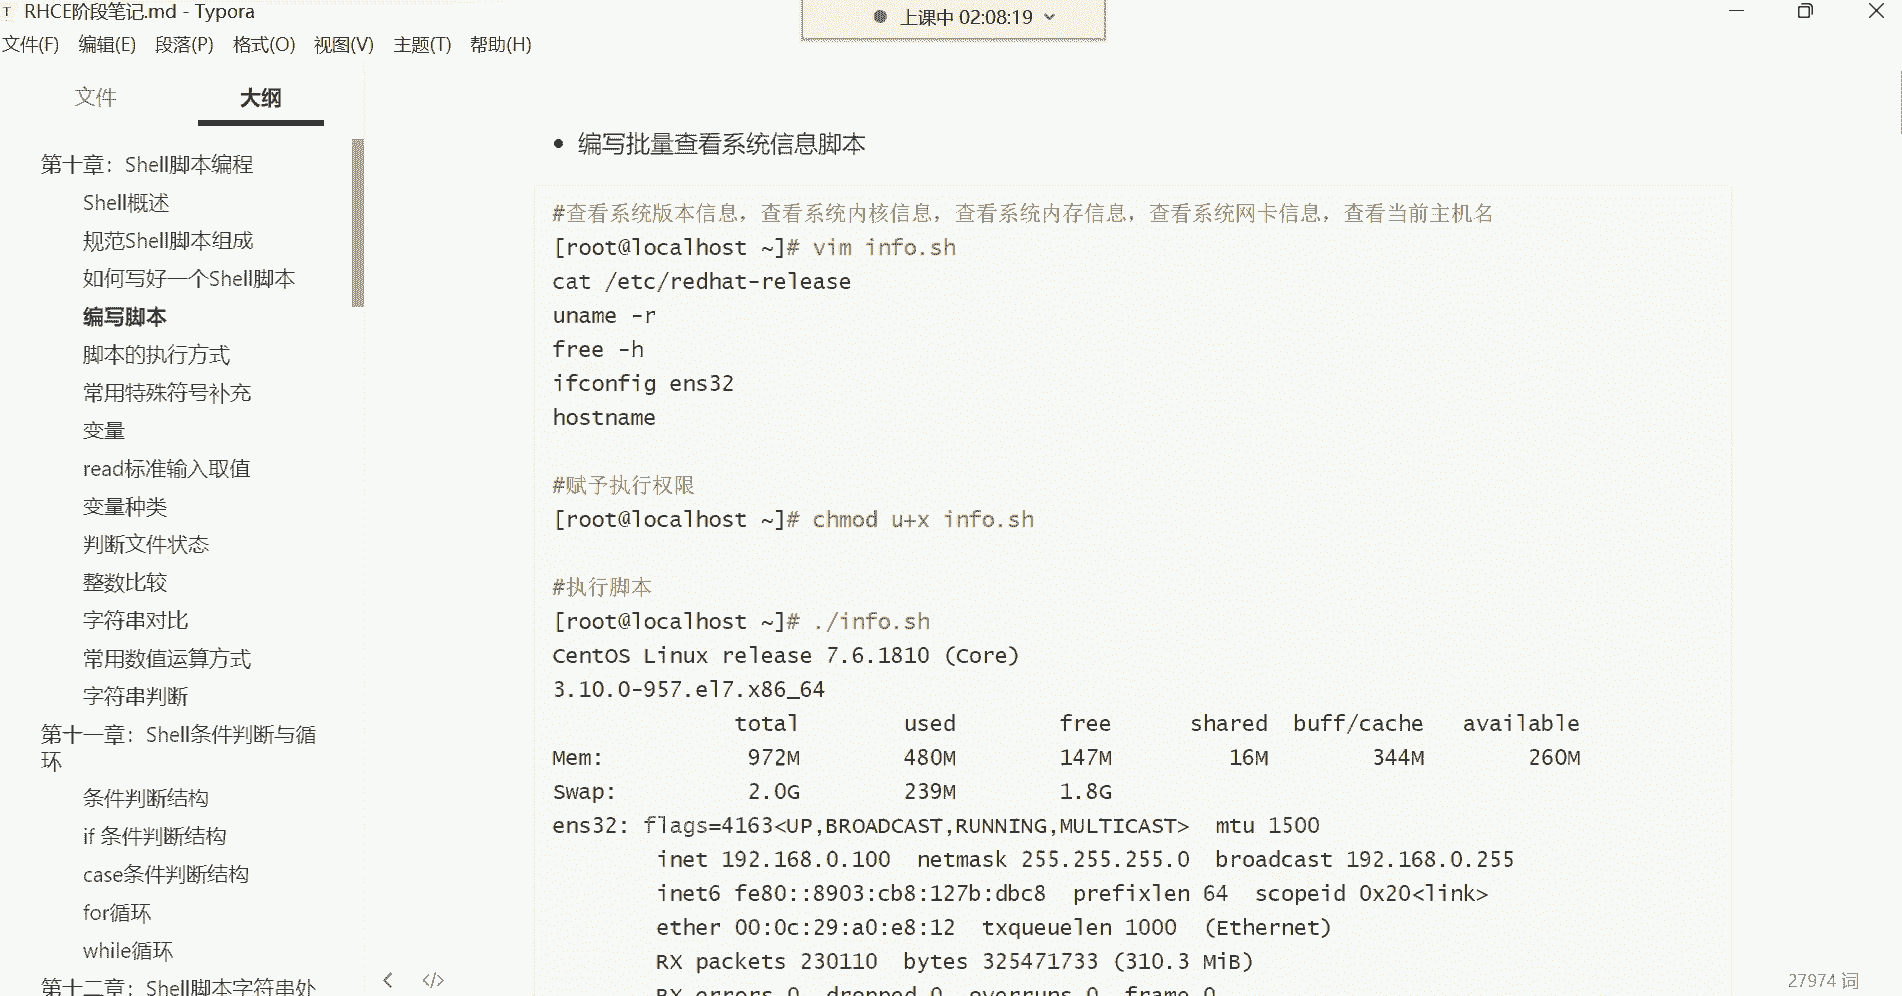 RHCE阶段笔记.md - Typora
上课中 02:08:19
文件(F) 编辑(E) 段落(P) 格式(O) 视图(V) 主题(T) 帮助(H)
文件 大纲
第十章：Shell脚本编程
Shell概述
规范Shell脚本组成
如何写好一个Shell脚本
编写脚本
脚本的执行方式
常用特殊符号补充
变量
read标准输入取值
变量种类
判断文件状态
整数比较
字符串对比
常用数值运算方式
字符串判断
第十一章：Shell条件判断与循
环
条件判断结构
if 条件判断结构
case条件判断结构
for循环
while循环
第十二章：Shell脚本字符串处
编写批量查看系统信息脚本
#查看系统版本信息，查看系统内核信息，查看系统内存信息，查看系统网卡信息，查看当前主机名
[root@localhost ~]# vim info.sh
cat /etc/redhat-release
uname -r
free -h
ifconfig ens32
hostname
#赋予执行权限
[root@localhost ~]# chmod u+x info.sh
#执行脚本
[root@localhost ~]# ./info.sh
CentOS Linux release 7.6.1810 (Core)
3.10.0-957.el7.x86_64
total used free shared buff/cache available
Mem: 972M 480M 147M 16M 344M 260M
Swap: 2.0G 239M 1.8G
ens32: flags=4163<UP,BROADCAST,RUNNING,MULTICAST> mtu 1500
inet 192.168.0.100 netmask 255.255.255.0 broadcast 192.168.0.255
inet6 fe80::8903:cb8:127b:dbc8 prefixlen 64 scopeid 0x20<link>
ether 00:0c:29:a0:e8:12 txqueuelen 1000 (Ethernet)
RX packets 230110 bytes 325471733 (310.3 MiB)
RX errors 0 dropped 0 overruns 0 frame 0
27974 词